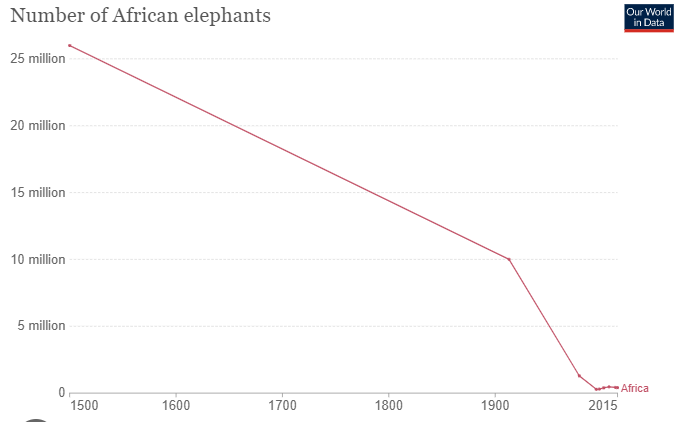 Number of African elephants
Our World
in Data
25 million
20 million
15 million
10 million
5 million
0
1500 1600 1700 1800 1900 2015
Africa